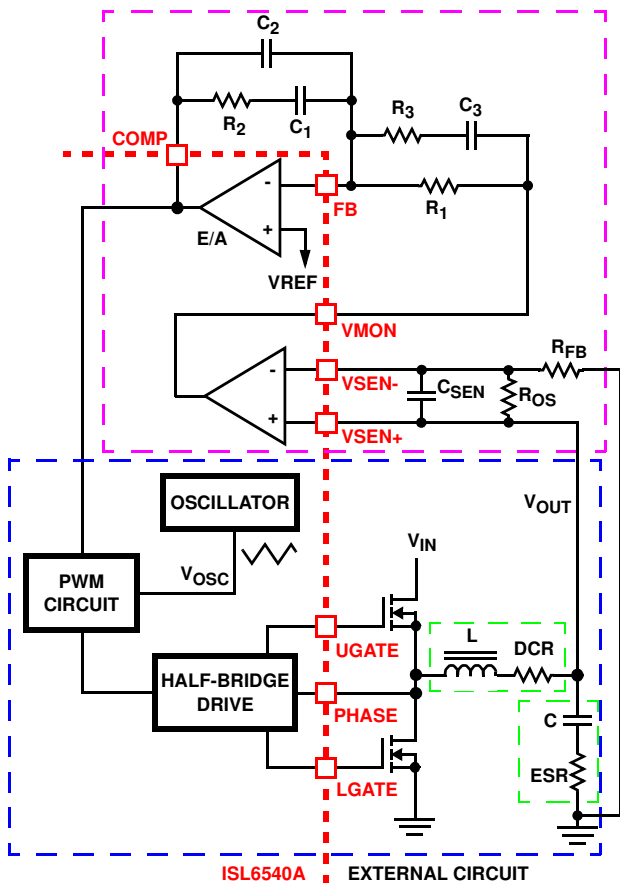 C2
R2
C1
R3
C3
COMP
-
+
E/A
FB
R1
VREF
VMON
RFB
-
+
VSEN-
CSEN
ROS
VSEN+
OSCILLATOR
VOUT
VIN
VOSC
PWM
CIRCUIT
L
DCR
UGATE
HALF-BRIDGE
DRIVE
PHASE
C
ESR
LGATE
ISL6540A
EXTERNAL CIRCUIT